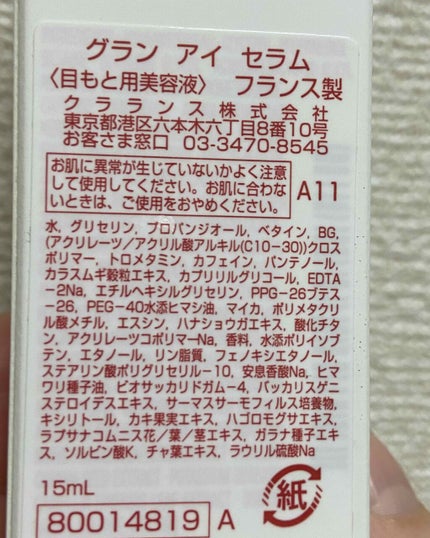 グラン アイ セラム
〈目もと用美容液〉 フランス製
クラランス株式会社
東京都港区六本木六丁目8番10号
お客さま窓口 03-3470-8545
お肌に異常が生じていないかよく注意
して使用してください。お肌に合わな
いときは、ご使用をおやめください。
A11
水, グリセリン, プロパンジオール, ベタイン, BG,
(アクリレーツ/アクリル酸アルキル(C10-30))クロス
ポリマー, トロメタミン, カフェイン, パンテノール,
カラスムギ穀粒エキス, カプリリルグリコール, EDTA
-2Na, エチルヘキシルグリセリン, PPG-26ブテス
-26, PEG-40水添ヒマシ油, マイカ, ポリメタクリ
ル酸メチル, エスシン, ハナショウガエキス, 酸化チタ
ン, アクリレーツコポリマーNa, 香料, 水添ポリイソブ
テン, エタノール, リン脂質, フェノキシエタノール,
ステアリン酸ポリグリセリル-10, 安息香酸Na, ヒマ
ワリ種子油, ビオサッカリドガム-4, バッカリスゲニ
ステロイデスエキス, サーマスサーモフィルス培養物,
キシリトール, カキ果実エキス, ハゴロモグサエキス,
ラプサナコムニス花/葉/茎エキス, ガラナ種子エキ
ス, ソルビン酸K, チャ葉エキス, ラウリル硫酸Na
15mL
紙
80014819 A